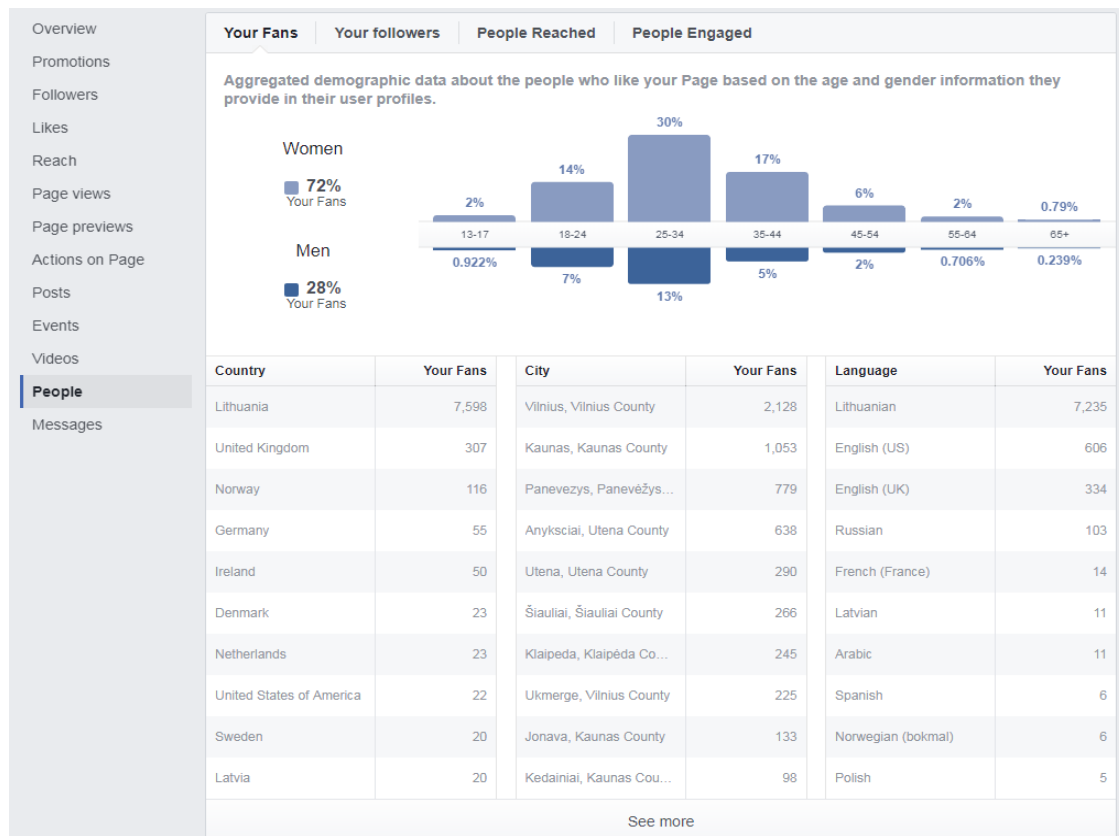 Overview
Promotions
Followers
Likes
Reach
Page views
Page previews
Actions on Page
Posts
Events
Videos
People
Messages
Your Fans Your followers People Reached People Engaged
Aggregated demographic data about the people who like your Page based on the age and gender information they
provide in their user profiles.
Women
72%
Your Fans
2% 14% 30% 17% 6% 2% 0.79%
13-17 18-24 25-34 35-44 45-54 55-64 65+
Men
28%
Your Fans
0.922% 7% 13% 5% 2% 0.706% 0.239%
Country Your Fans City Your Fans Language Your Fans
Lithuania 7,598 Vilnius, Vilnius County 2,128 Lithuanian 7,235
United Kingdom 307 Kaunas, Kaunas County 1,053 English (US) 606
Norway 116 Panevezys, Panevėžys... 779 English (UK) 334
Germany 55 Anyksciai, Utena County 638 Russian 103
Ireland 50 Utena, Utena County 290 French (France) 14
Denmark 23 Šiauliai, Šiauliai County 266 Latvian 11
Netherlands 23 Klaipeda, Klaipėda Co... 245 Arabic 11
United States of America 22 Ukmerge, Vilnius County 225 Spanish 6
Sweden 20 Jonava, Kaunas County 133 Norwegian (bokmal) 6
Latvia 20 Kedainiai, Kaunas Cou... 98 Polish 5
See more